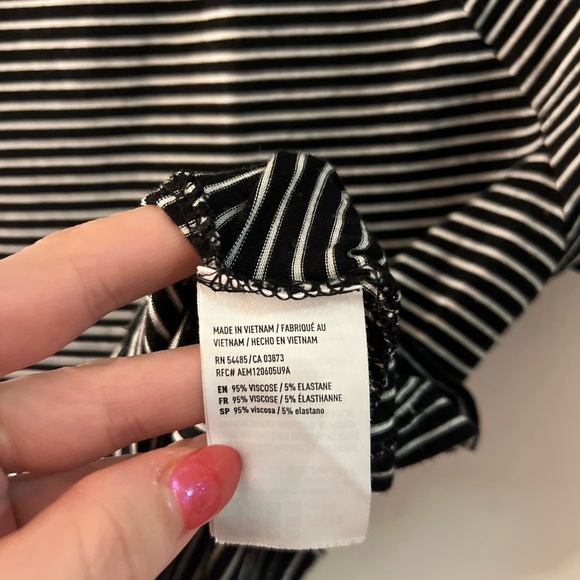 MADE IN VIETNAM / FABRIQUÉ AU
VIETNAM / HECHO EN VIETNAM
RN 54485/CA 03873
RFC# AEM120605U9A
EN 95% VISCOSE / 5% ELASTANE
FR 95% VISCOSE / 5% ÉLASTHANNE
SP 95% viscosa / 5% elastano